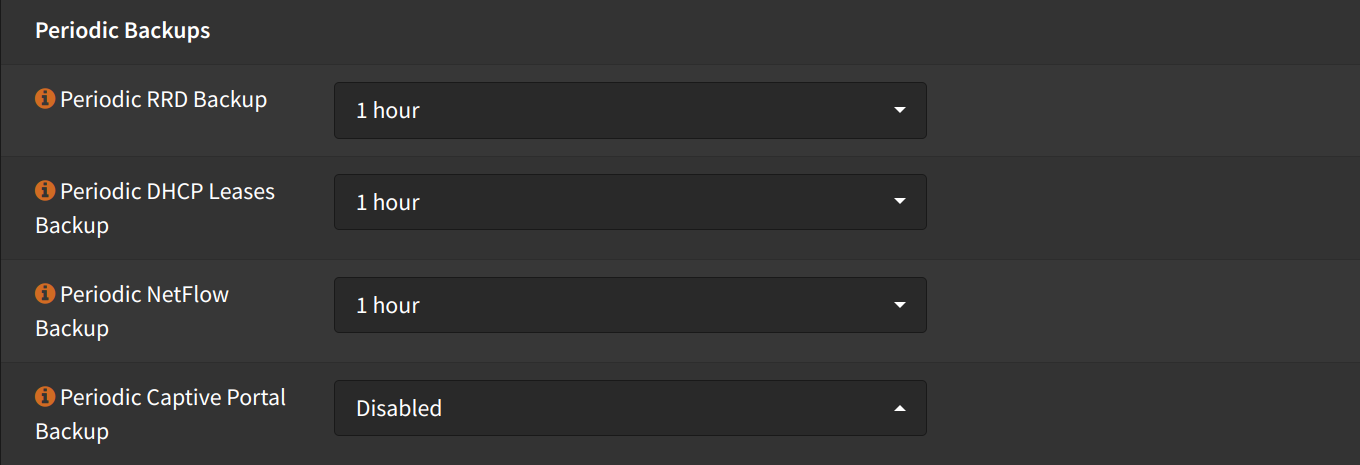 Periodic Backups
Periodic RRD Backup
1 hour
Periodic DHCP Leases
Backup
1 hour
Periodic NetFlow
Backup
1 hour
Periodic Captive Portal
Backup
Disabled